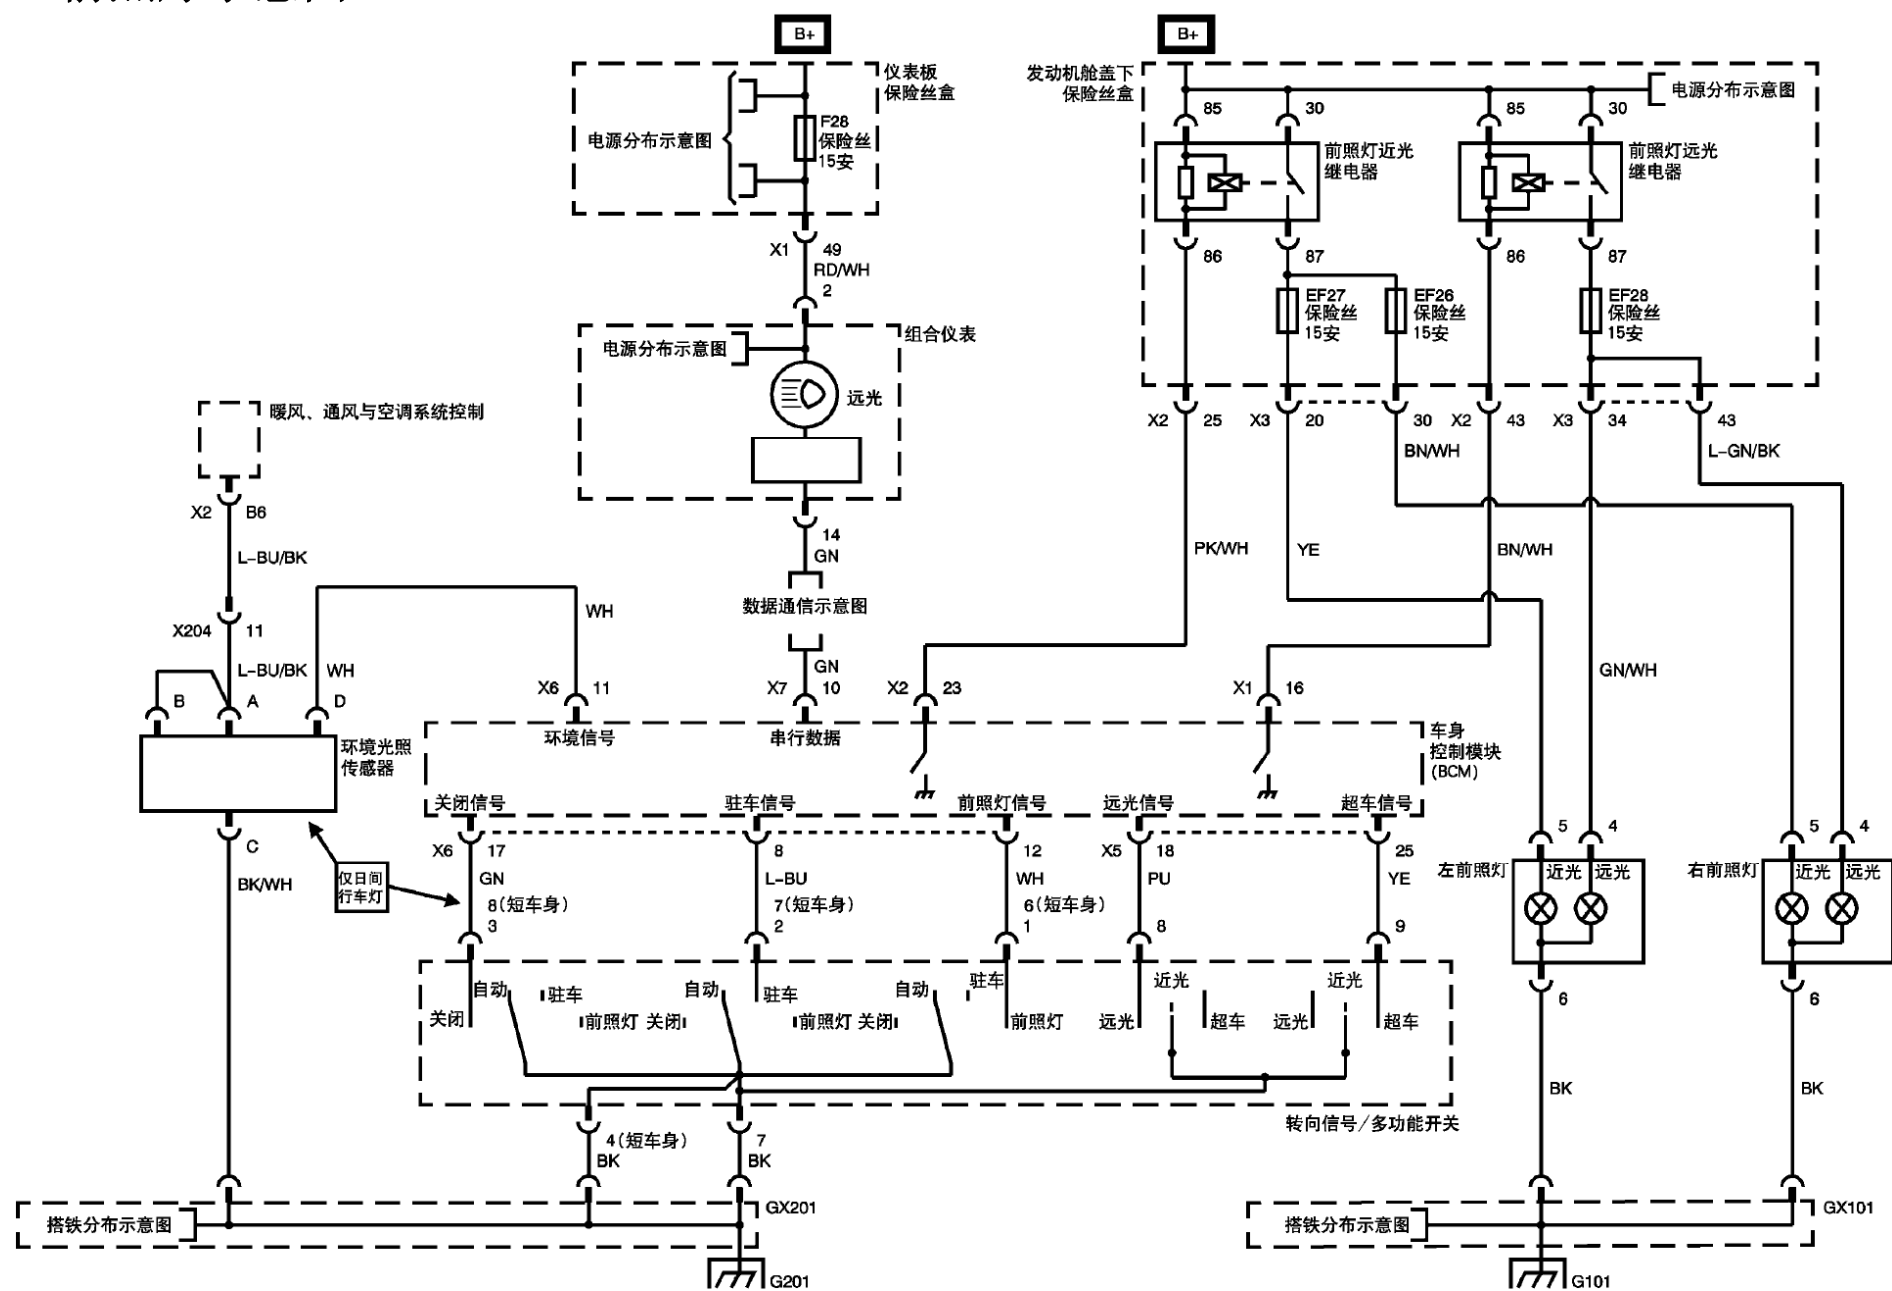 B+
B+
仪表板
保险丝盒
电源分布示意图
F28
保险丝
15安
发动机舱盖下
保险丝盒
电源分布示意图
85
30
85
30
前照灯近光
继电器
前照灯远光
继电器
86
87
86
87
EF27
保险丝
15安
EF26
保险丝
15安
EF28
保险丝
15安
X1
49
RD/WH
2
组合仪表
电源分布示意图
远光
X2
25
X3
20
30
X2
43
X3
34
43
BN/WH
L-GN/BK
暖风、通风与空调系统控制
X2
B6
L-BU/BK
X204
11
L-BU/BK
WH
WH
14
GN
数据通信示意图
GN
PK/WH
YE
BN/WH
GN/WH
B
A
D
X6
11
X7
10
X2
23
X1
16
环境光照
传感器
环境信号
串行数据
车身
控制模块
(BCM)
关闭信号
驻车信号
前照灯信号
远光信号
超车信号
C
BK/WH
仅日间
行车灯
X6
17
8
12
X5
18
25
GN
L-BU
WH
PU
YE
8(短车身)
7(短车身)
6(短车身)
3
2
1
8
9
5
4
5
4
左前照灯
近光
远光
右前照灯
近光
远光
6
6
关闭
自动
驻车
前照灯 关闭
自动
驻车
前照灯 关闭
自动
驻车
前照灯
远光
近光
超车
远光
近光
超车
转向信号/多功能开关
4(短车身)
BK
7
BK
BK
BK
搭铁分布示意图
GX201
G201
搭铁分布示意图
GX101
G101